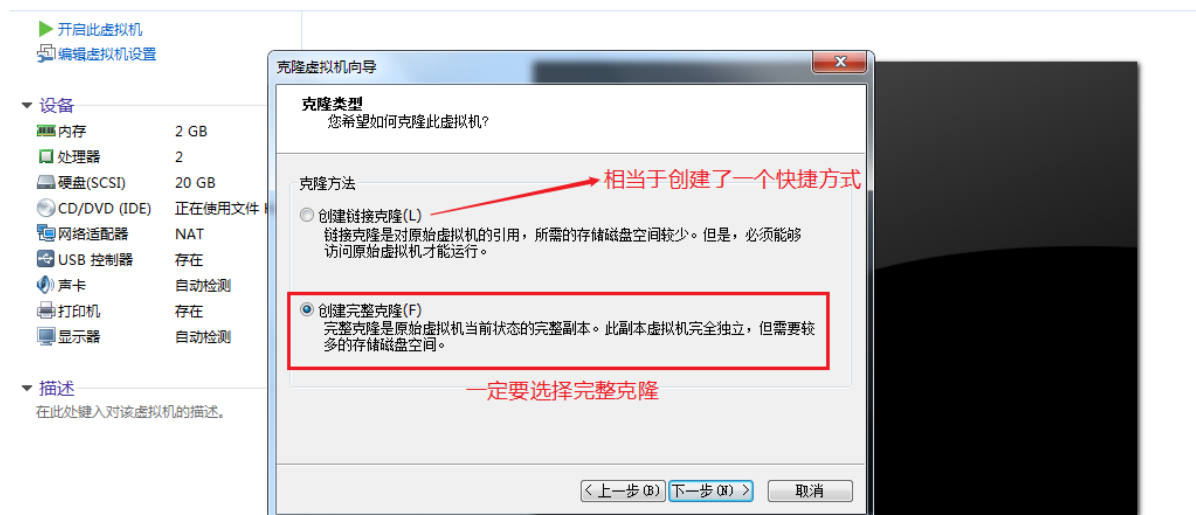 开启此虚拟机
编辑虚拟机设置
设备
内存 2 GB
处理器 2
硬盘(SCSI) 20 GB
CD/DVD (IDE) 正在使用文件
网络适配器 NAT
USB 控制器 存在
声卡 自动检测
打印机 存在
显示器 自动检测
描述
在此处键入对该虚拟机的描述。
克隆虚拟机向导
克隆类型
您希望如何克隆此虚拟机?
克隆方法
相当于创建了一个快捷方式
创建链接克隆(L)
链接克隆是对原始虚拟机的引用，所需的存储磁盘空间较少。但是，必须能够
访问原始虚拟机才能运行。
创建完整克隆(F)
完整克隆是原始虚拟机当前状态的完整副本。此副本虚拟机完全独立，但需要较
多的存储磁盘空间。
一定要选择完整克隆
< 上一步(B) 下一步(N) > 取消